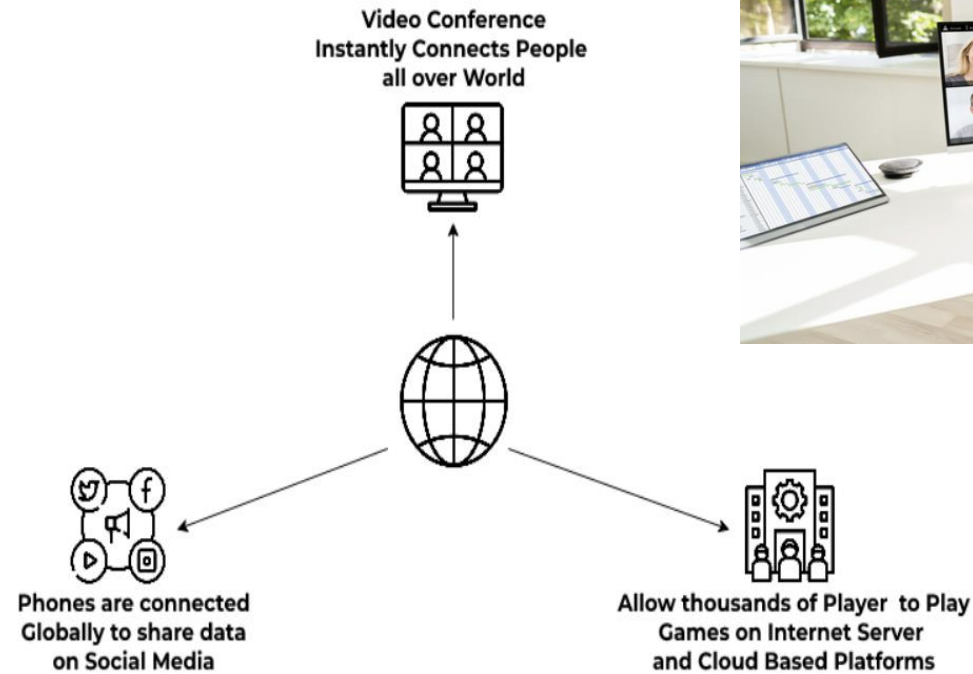 Video Conference
Instantly Connects People
all over World
Phones are connected
Globally to share data
on Social Media
Allow thousands of Player to Play
Games on Internet Server
and Cloud Based Platforms